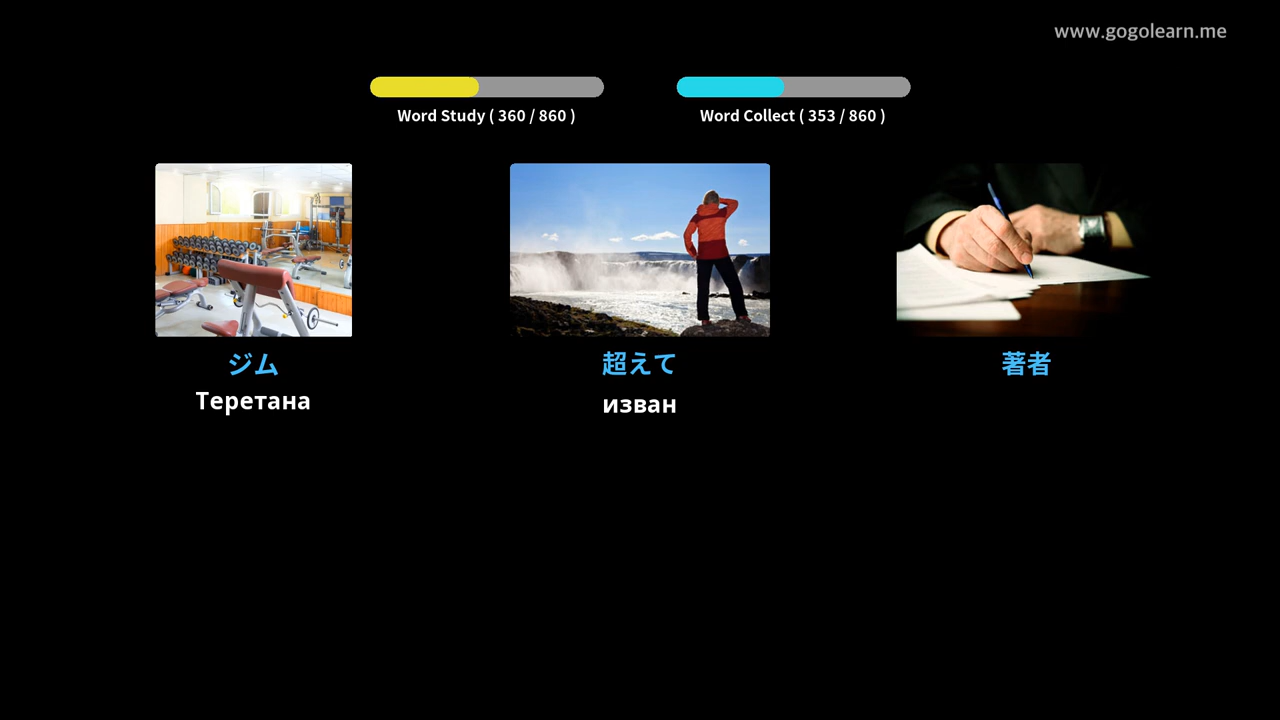 www.gogolearn.me
Word Study ( 360 / 860 )
Word Collect ( 353 / 860 )
ジム
超えて
著者
Теретана
изван